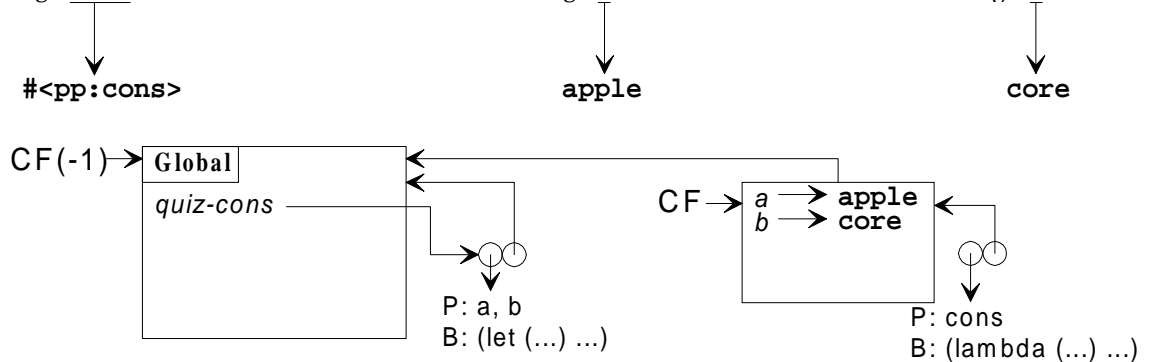 #<pp:cons> apple core
CF(-1) Global
quiz-cons
CF a apple
b core
P: a, b
B: (let (...) ...)
P: cons
B: (lambda (...) ...)